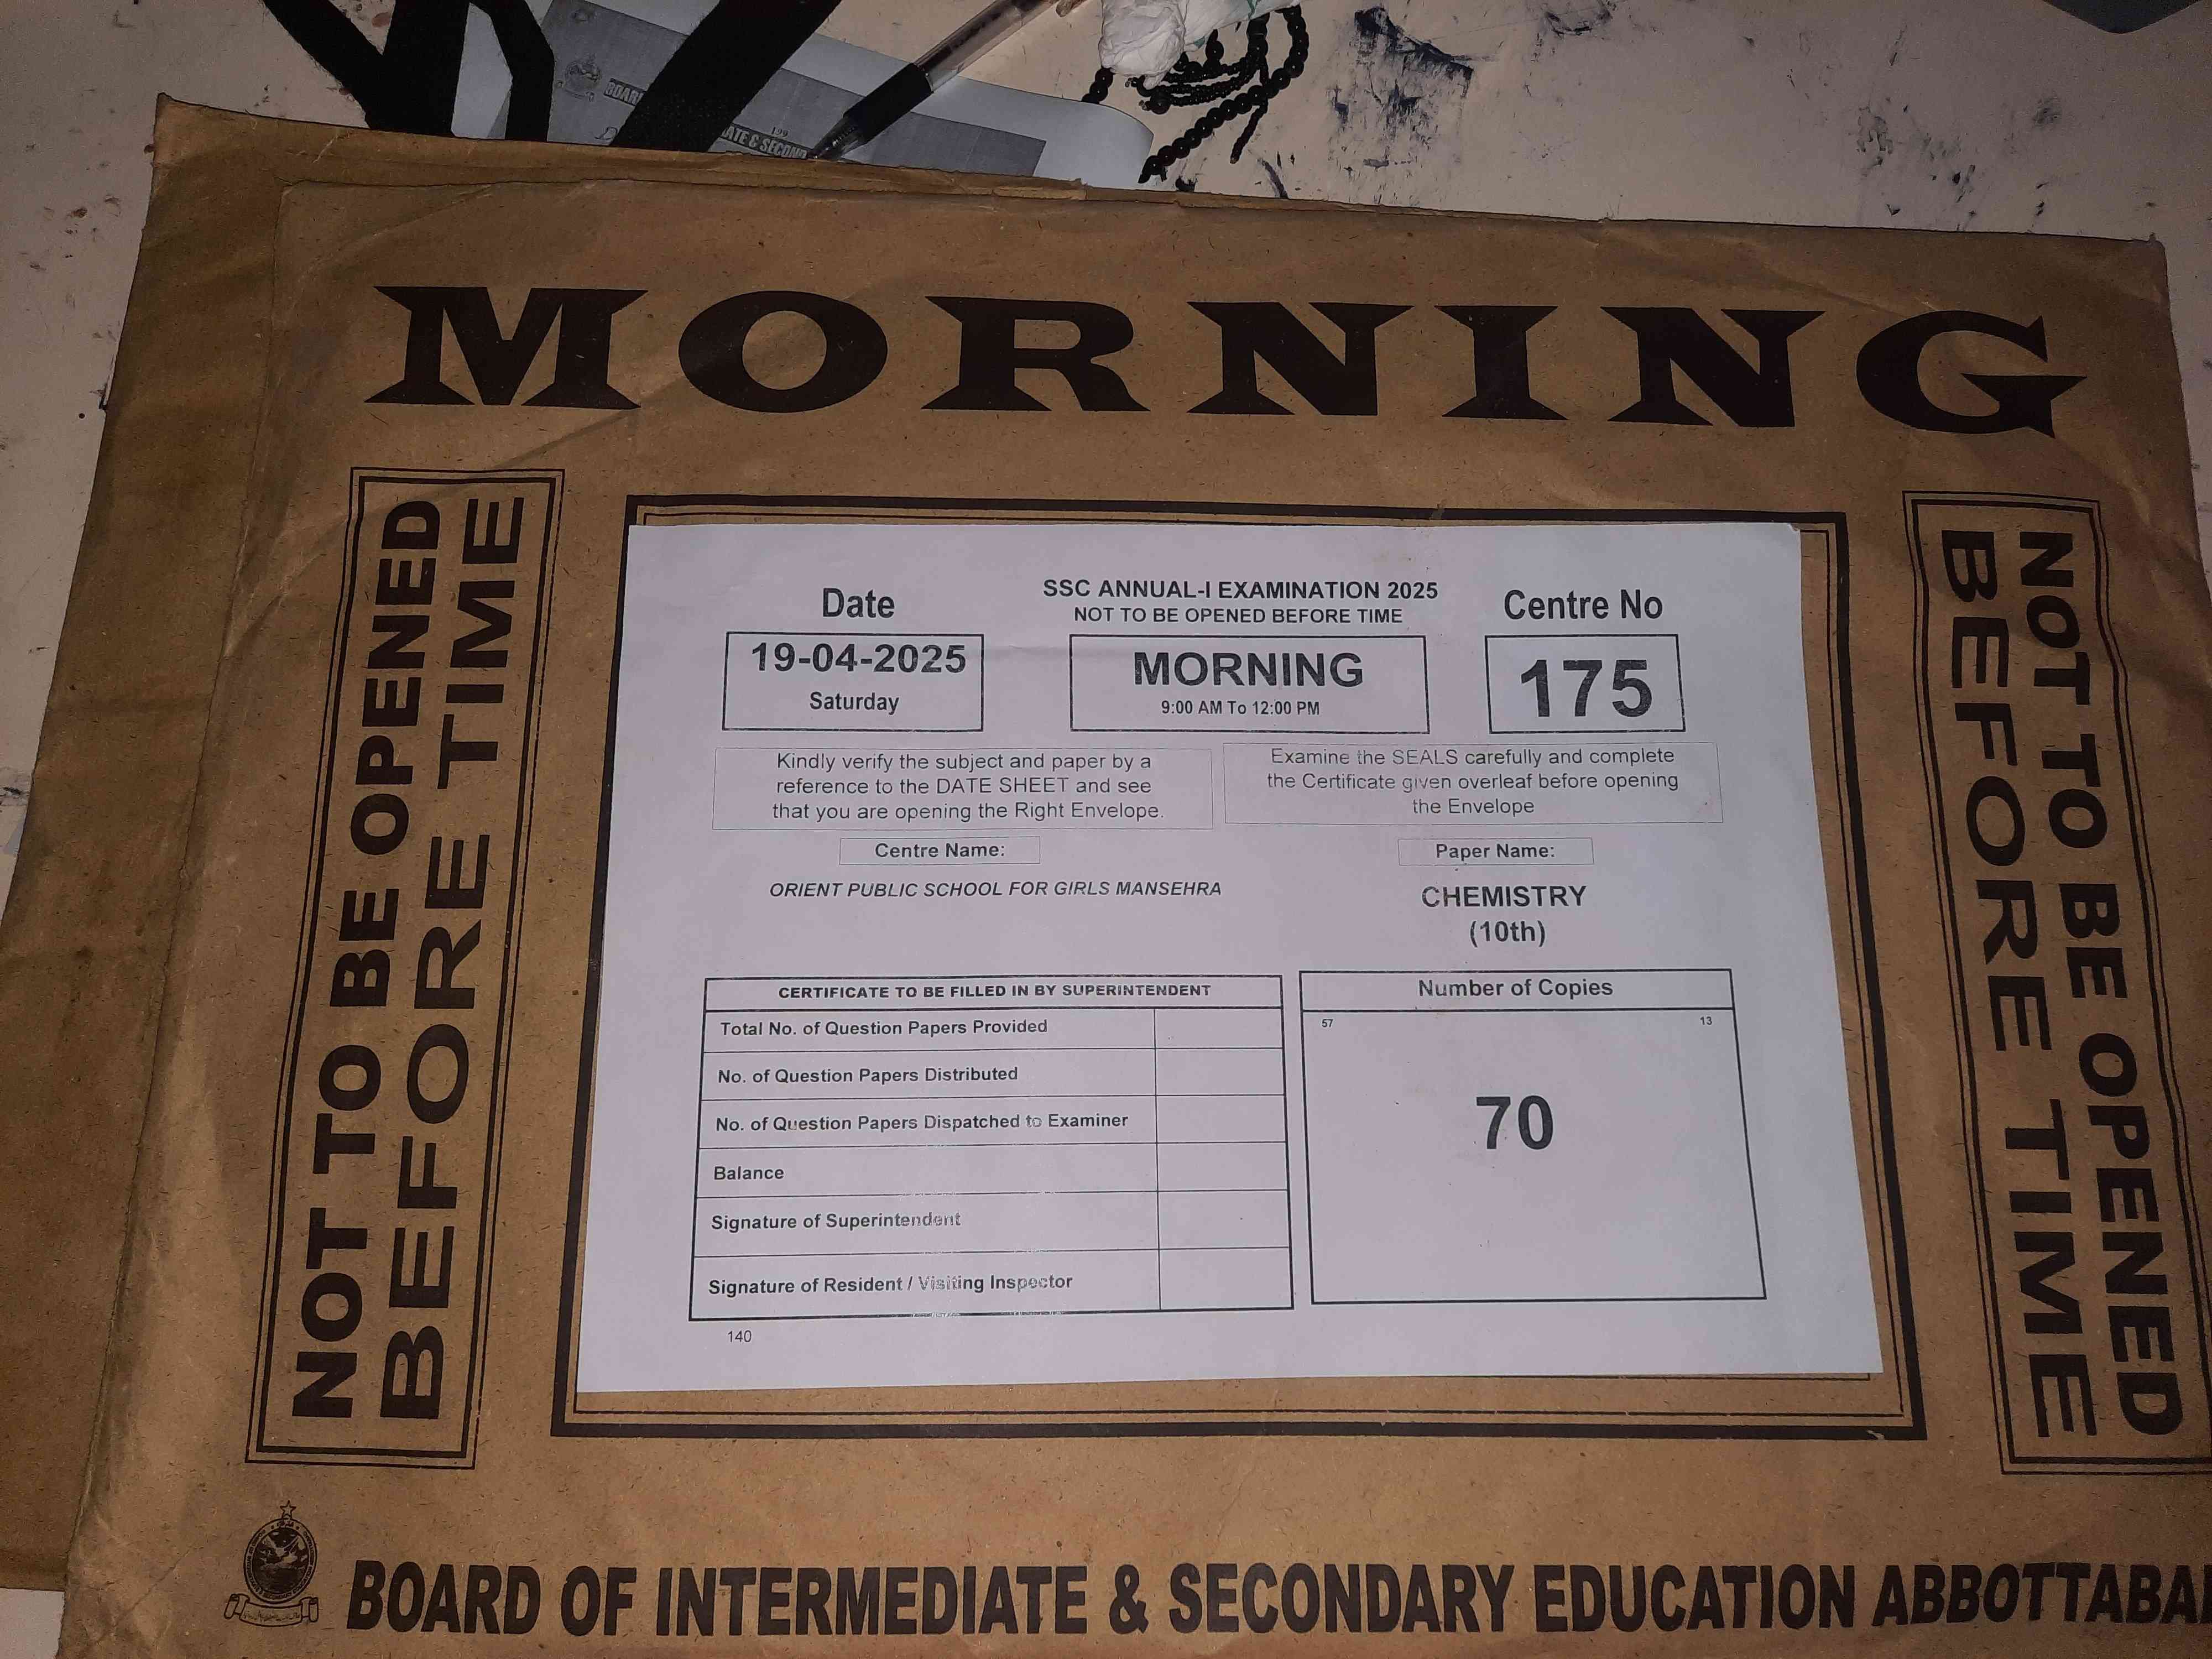 BOARD
ATE & SECOND
MORNING
NOT TO BE OPENED
BEFORE TIME
Date
19-04-2025
Saturday
SSC ANNUAL-I EXAMINATION 2025
NOT TO BE OPENED BEFORE TIME
MORNING
9:00 AM To 12:00 PM
Centre No
175
Kindly verify the subject and paper by a
reference to the DATE SHEET and see
that you are opening the Right Envelope.
Examine the SEALS carefully and complete
the Certificate given overleaf before opening
the Envelope
Centre Name:
ORIENT PUBLIC SCHOOL FOR GIRLS MANSEHRA
Paper Name:
CHEMISTRY
(10th)
CERTIFICATE TO BE FILLED IN BY SUPERINTENDENT
Total No. of Question Papers Provided
No. of Question Papers Distributed
No. of Question Papers Dispatched to Examiner
Balance
Signature of Superintendent
Signature of Resident / Visiting Inspector
140
Number of Copies
57 13
70
NOT TO BE OPENED
BEFORE TIME
BOARD OF INTERMEDIATE & SECONDARY EDUCATION ABBOTTABA